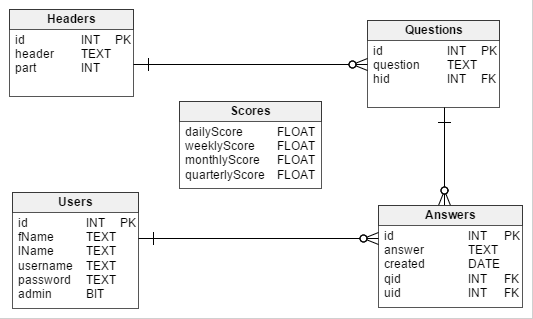 Headers
id INT PK
header TEXT
part INT
Questions
id INT PK
question TEXT
hid INT FK
Scores
dailyScore FLOAT
weeklyScore FLOAT
monthlyScore FLOAT
quarterlyScore FLOAT
Users
id INT PK
fName TEXT
lName TEXT
username TEXT
password TEXT
admin BIT
Answers
id INT PK
answer TEXT
created DATE
qid INT FK
uid INT FK